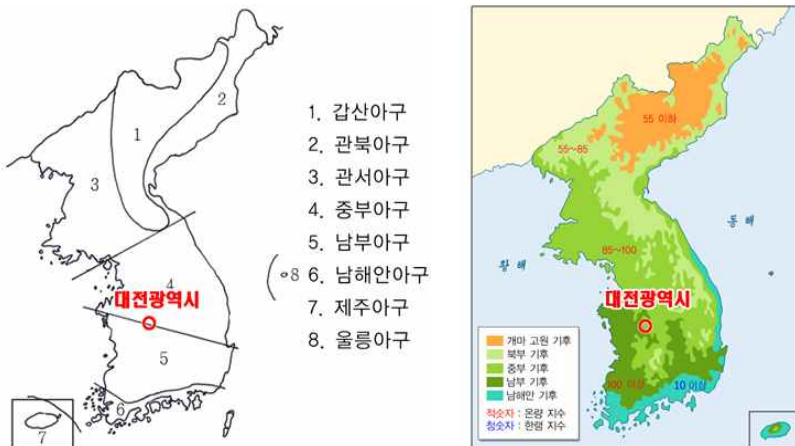 1. 갑산아구
2. 관북아구
3. 관서아구
4. 중부아구
5. 남부아구
6. 남해안아구
7. 제주아구
8. 울릉아구
1
2
3
4
대전광역시
5
6
7
8
55 이하
55~85
85~100
동 해
황 해
대전광역시
100 이상
10 이상
개마 고원 기후
북부 기후
중부 기후
남부 기후
남해안 기후
적숫자 : 온량 지수
청숫자 : 한랭 지수